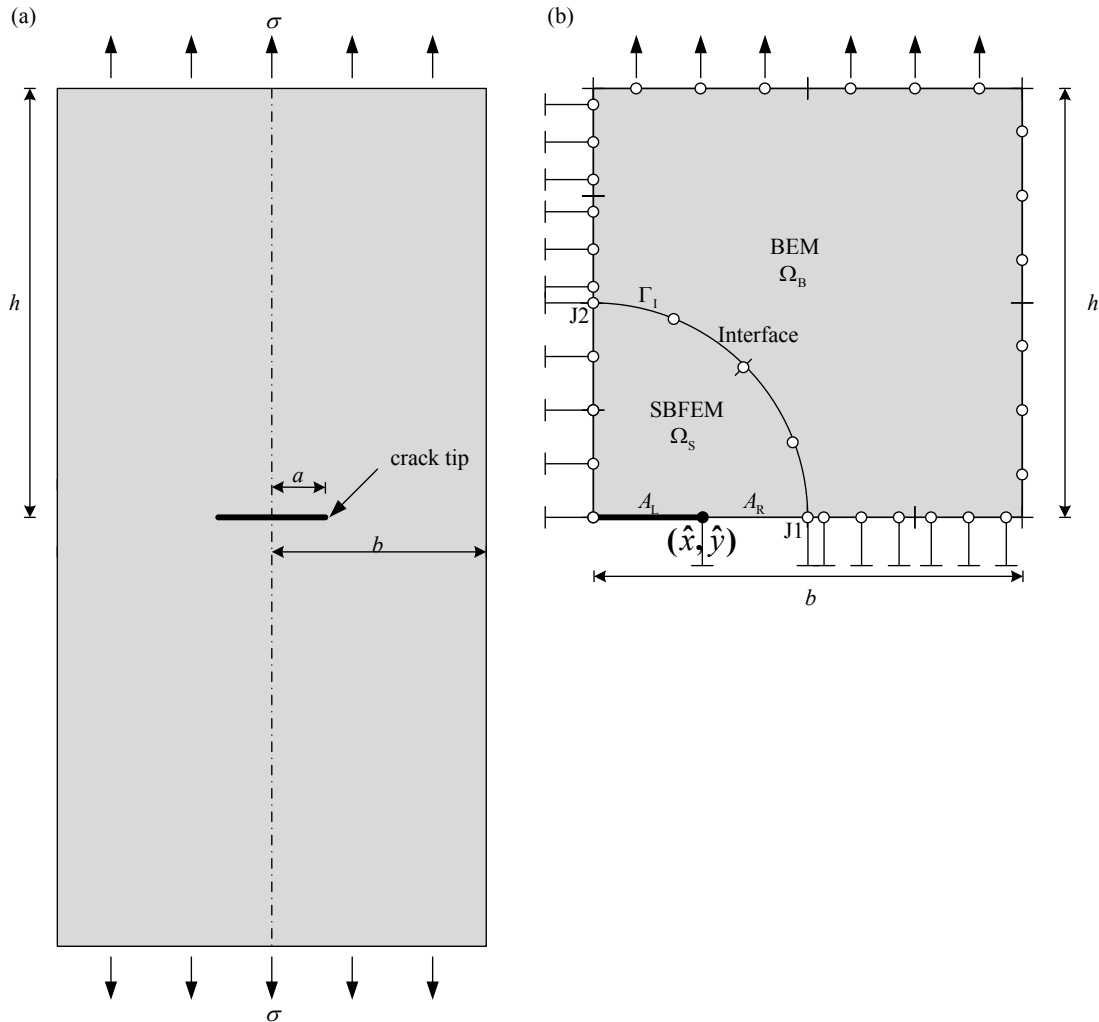 (a)
σ
h
a
crack tip
b
σ
(b)
BEM
Ω_B
h
Γ_I
J2
Interface
SBFEM
Ω_S
A_L
A_R
J1
(x̂, ŷ)
b